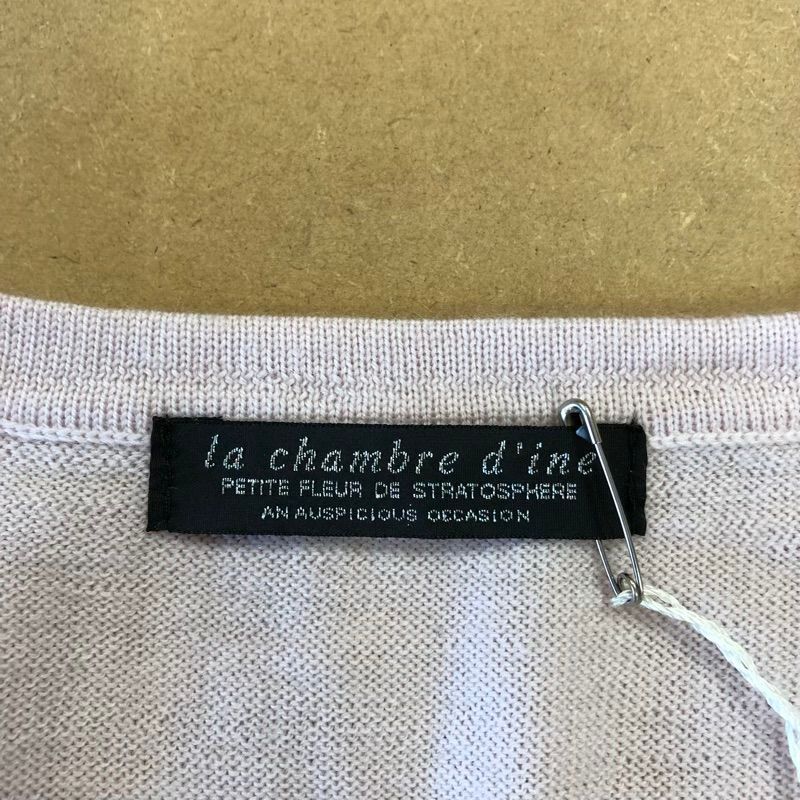 la chambre d'ine
PETITE FLEUR DE STRATOSPHERE
AN AUSPICIOUS OCCASION